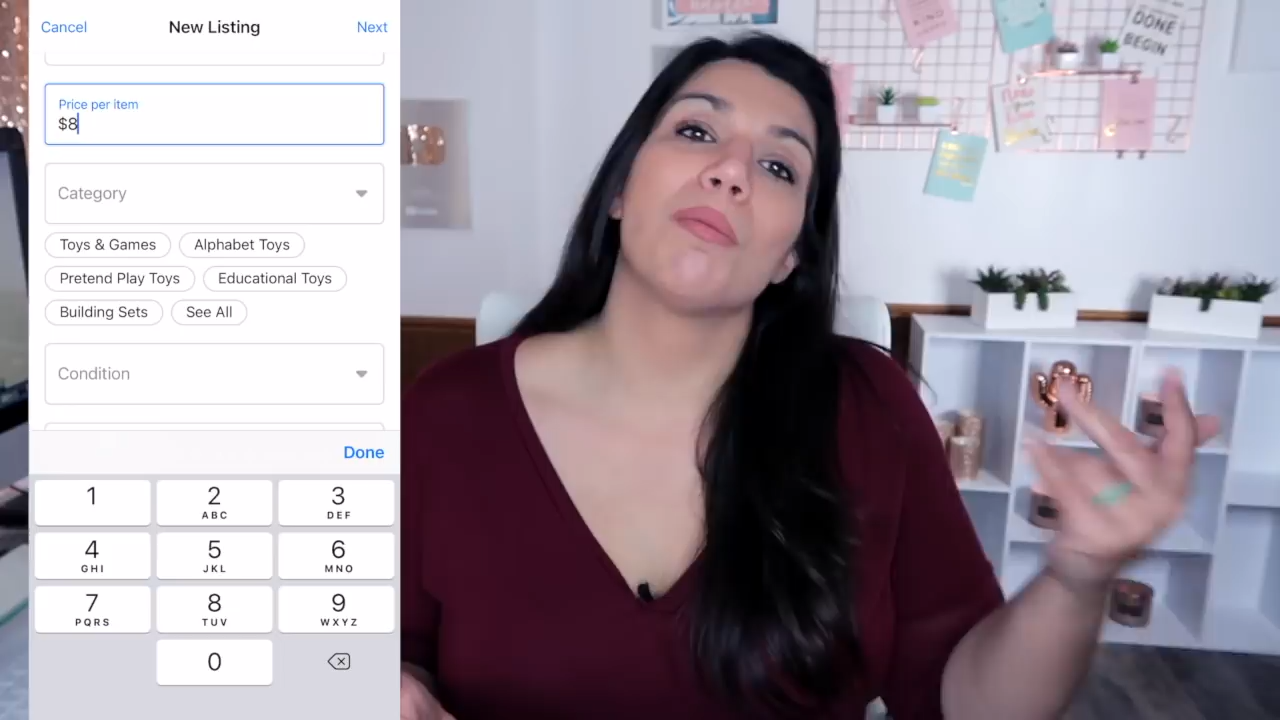 Cancel New Listing Next
Price per item
$8
Category
Toys & Games Alphabet Toys
Pretend Play Toys Educational Toys
Building Sets See All
Condition
Done
1 2 3
ABC DEF
4 5 6
GHI JKL MNO
7 8 9
PQRS TUV WXYZ
0
DONE
BEGIN